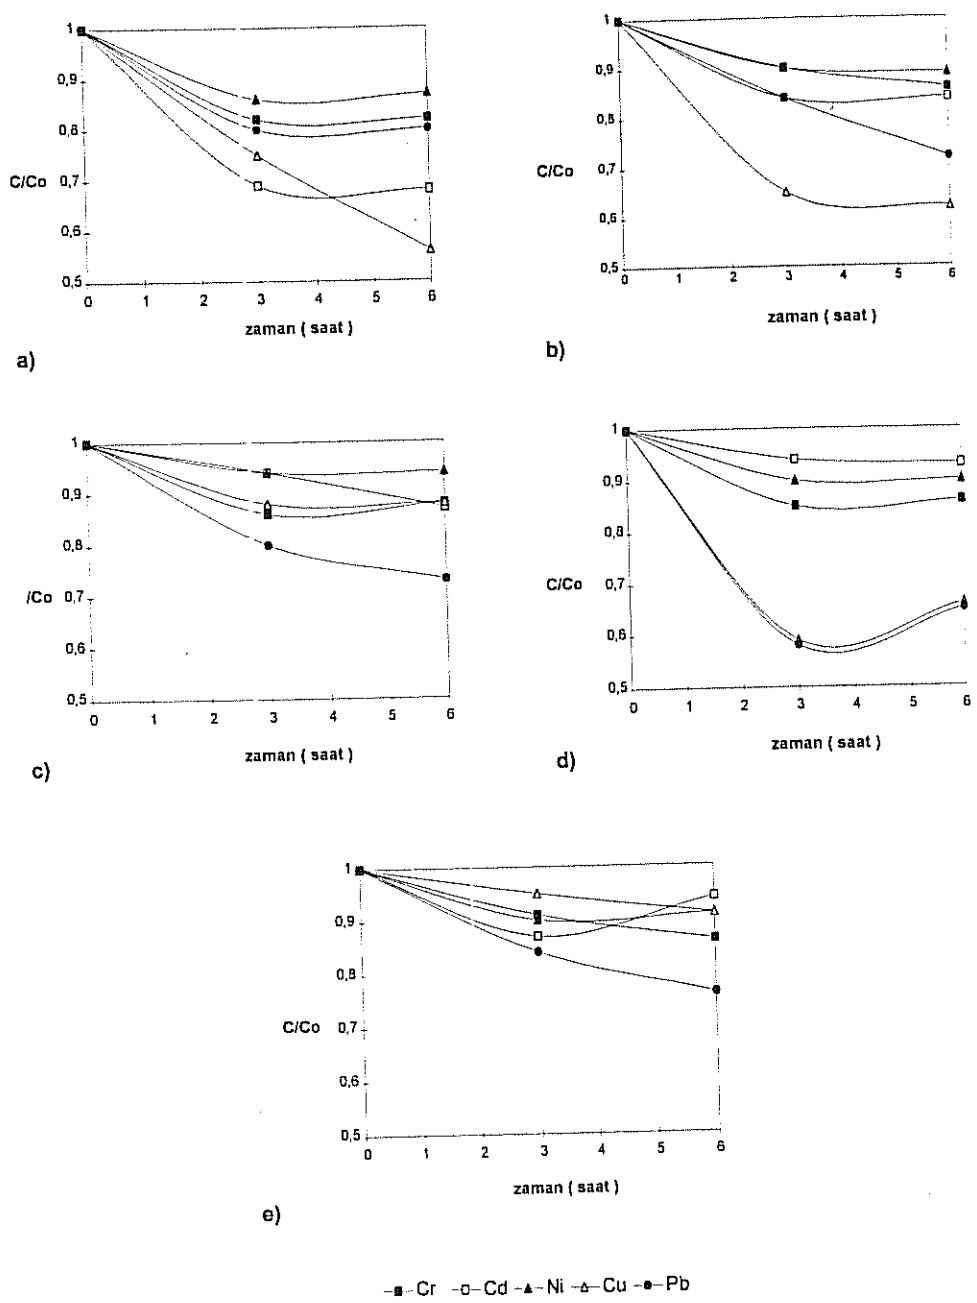 1
0,9
0,8
C/Co 0,7
0,6
0,5
0 1 2 3 4 5 6
zaman ( saat )
a)
1
0,9
0,8
C/Co 0,7
0,6
0,5
0 1 2 3 4 5 6
zaman ( saat )
b)
1
0,9
0,8
/Co 0,7
0,6
0,5
0 1 2 3 4 5 6
zaman ( saat )
c)
1
0,9
0,8
C/Co 0,7
0,6
0,5
0 1 2 3 4 5 6
zaman ( saat )
d)
1
0,9
0,8
C/Co 0,7
0,6
0,5
0 1 2 3 4 5 6
zaman ( saat )
e)
Cr Cd Ni Cu Pb